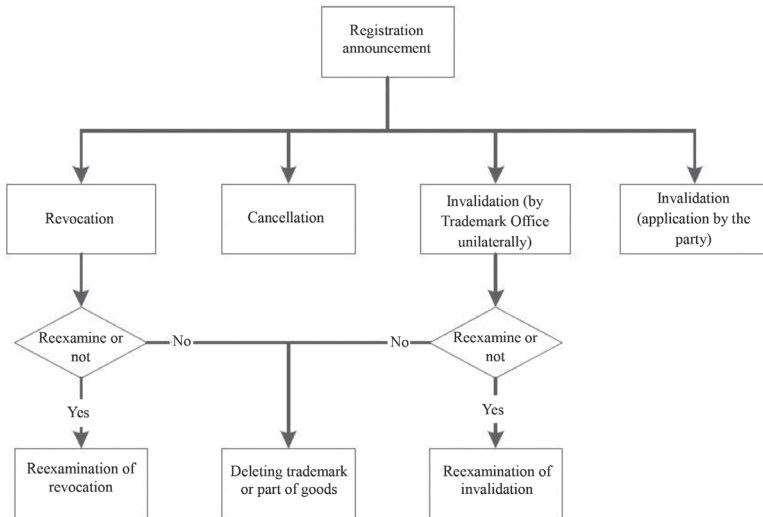 Registration
announcement
Revocation
Cancellation
Invalidation (by
Trademark Office
unilaterally)
Invalidation
(application by the
party)
Reexamine or
not
No
No
Reexamine or
not
Yes
Yes
Reexamination of
revocation
Deleting trademark
or part of goods
Reexamination of
invalidation